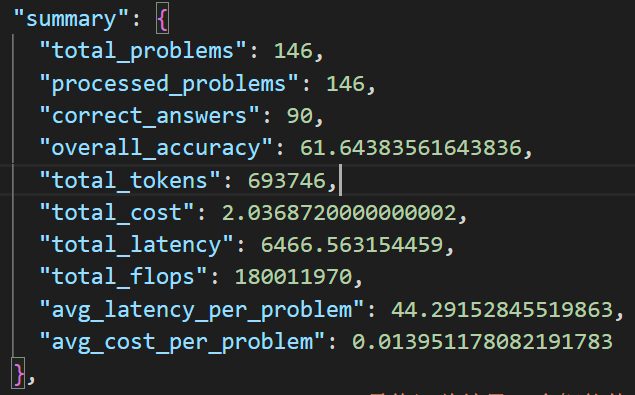 "summary": {
"total_problems": 146,
"processed_problems": 146,
"correct_answers": 90,
"overall_accuracy": 61.64383561643836,
"total_tokens": 693746,
"total_cost": 2.0368720000000002,
"total_latency": 6466.563154459,
"total_flops": 180011970,
"avg_latency_per_problem": 44.29152845519863,
"avg_cost_per_problem": 0.013951178082191783
},